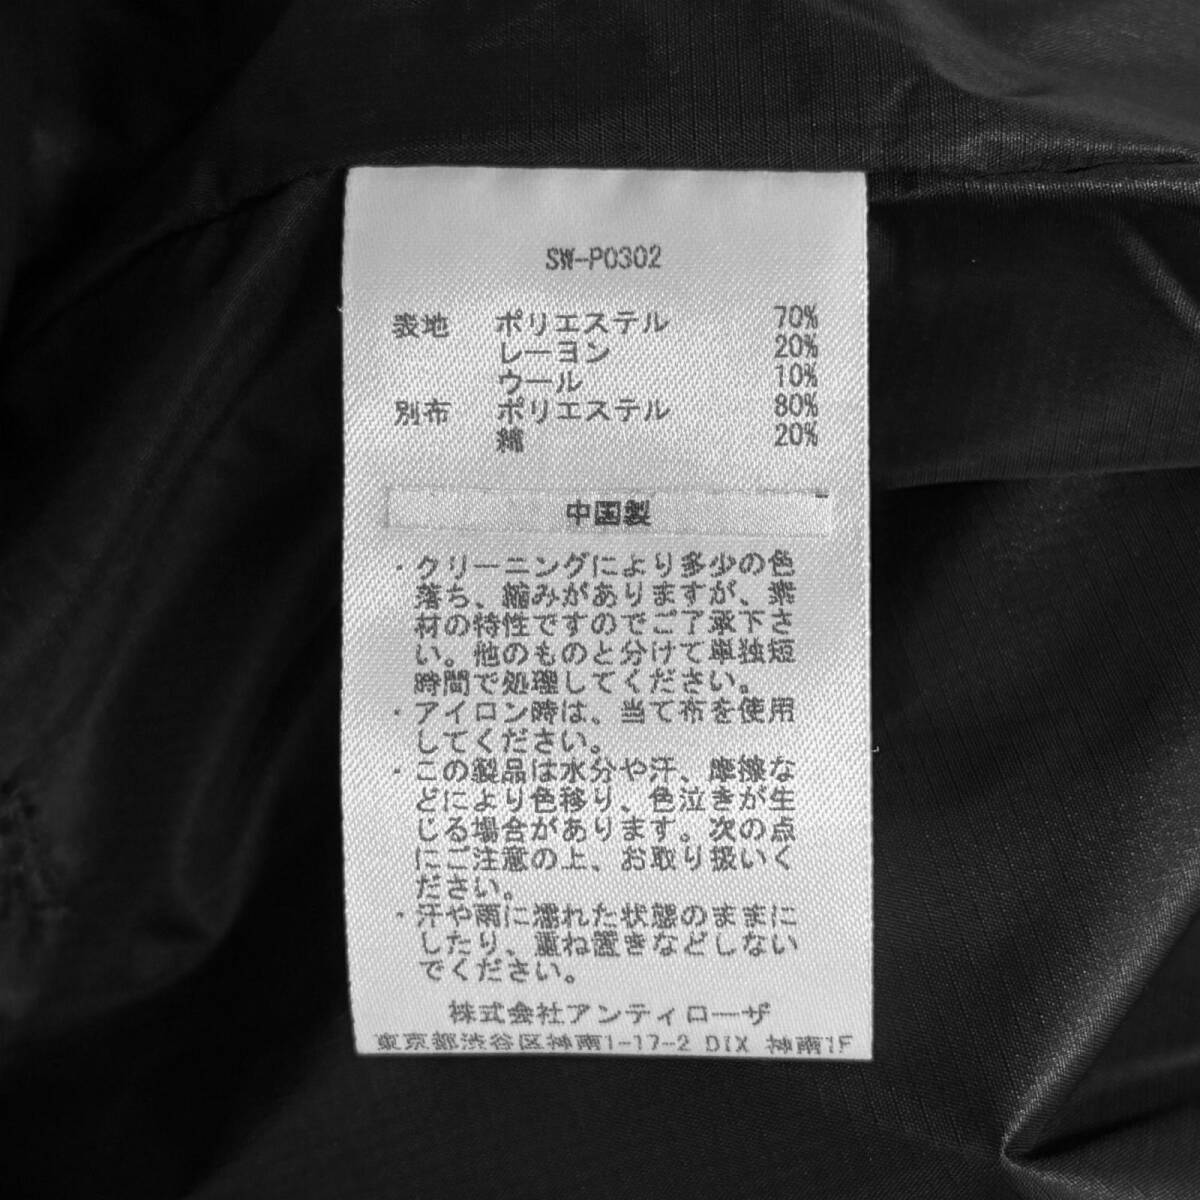 SW-P0302
表地 ポリエステル 70%
レーヨン 20%
ウール 10%
別布 ポリエステル 80%
綿 20%
中国製
・クリーニングにより多少の色
落ち、縮みがありますが、素
材の特性ですのでご了承下さ
い。他のものと分けて単独短
時間で処理してください。
・アイロン時は、当て布を使用
してください。
・この製品は水分や汗、摩擦な
どにより色移り、色泣きが生
じる場合があります。次の点
にご注意の上、お取り扱いく
ださい。
・汗や雨に濡れた状態のままに
したり、重ね置きなどしない
でください。
株式会社アンティローザ
東京都渋谷区神南1-17-2 DIX 神南1F